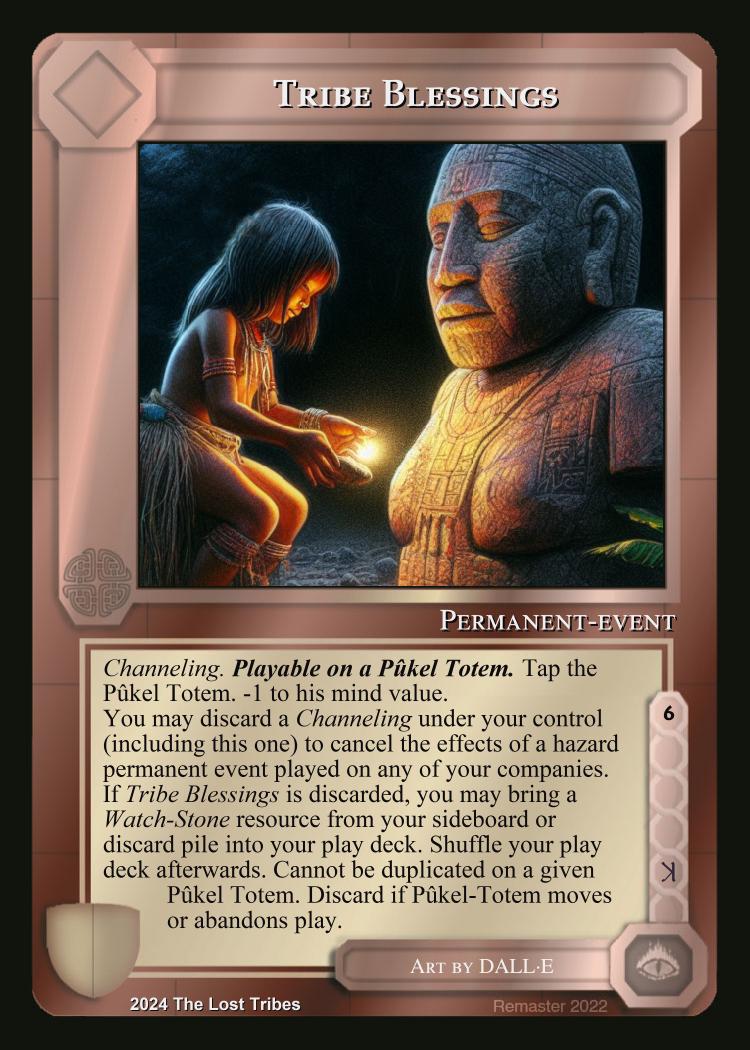 Tribe Blessings
Permanent-event
Channeling. Playable on a Pûkel Totem. Tap the
Pûkel Totem. -1 to his mind value.
You may discard a Channeling under your control
(including this one) to cancel the effects of a hazard
permanent event played on any of your companies.
If Tribe Blessings is discarded, you may bring a
Watch-Stone resource from your sideboard or
discard pile into your play deck. Shuffle your play
deck afterwards. Cannot be duplicated on a given
Pûkel Totem. Discard if Pûkel-Totem moves
or abandons play.
6
Art by DALL·E
2024 The Lost Tribes
Remaster 2022